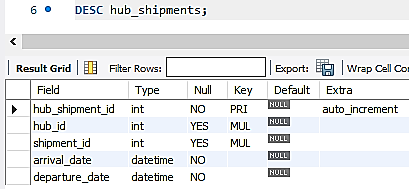 6 DESC hub_shipments;
Result Grid Filter Rows: Export: Wrap Cell Con
Field Type Null Key Default Extra
hub_shipment_id int NO PRI NULL auto_increment
hub_id int YES MUL NULL
shipment_id int YES MUL NULL
arrival_date datetime NO NULL
departure_date datetime NO NULL